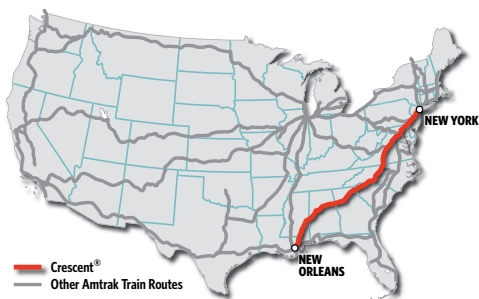 NEW YORK
NEW
ORLEANS
Crescent®
Other Amtrak Train Routes